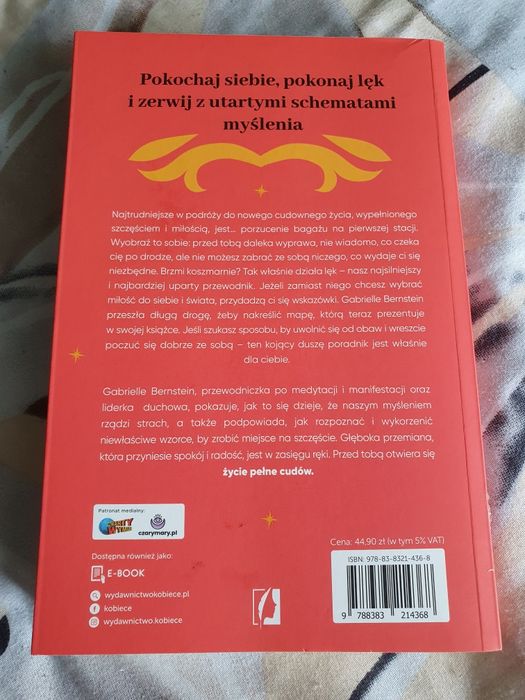 Pokochaj siebie, pokonaj lęk
i zerwij z utartymi schematami
myślenia
Najtrudniejsze w podróży do nowego cudownego życia, wypełnionego
szczęściem i miłością, jest... porzucenie bagażu na pierwszej stacji.
Wyobraź to sobie: przed tobą daleka wyprawa, nie wiadomo, co czeka
cię po drodze, ale nie możesz zabrać ze sobą niczego, co wydaje ci się
niezbędne. Brzmi koszmarnie? Tak właśnie działa lęk – nasz najsilniejszy
i najbardziej uparty przewodnik. Jeżeli zamiast niego chcesz wybrać
miłość do siebie i świata, przydadzą ci się wskazówki. Gabrielle Bernstein
przeszła długą drogę, żeby nakreślić mapę, którą teraz prezentuje
w swojej książce. Jeśli szukasz sposobu, by uwolnić się od obaw i wreszcie
poczuć się dobrze ze sobą – ten kojący duszę poradnik jest właśnie
dla ciebie.
Gabrielle Bernstein, przewodniczka po medytacji i manifestacji oraz
liderka duchowa, pokazuje, jak to się dzieje, że naszym myśleniem
rządzi strach, a także podpowiada, jak rozpoznać i wykorzenić
niewłaściwe wzorce, by zrobić miejsce na szczęście. Głęboka przemiana,
która przyniesie spokój i radość, jest w zasięgu ręki. Przed tobą otwiera się
życie pełne cudów.
Patronat medialny:
czarymary.pl
Dostępna również jako:
E-BOOK
wydawnictwokobiece.pl
kobiece
wydawnictwo.kobiece
Cena: 44,90 zł (w tym 5% VAT)
ISBN: 978-83-8321-436-8
9 788383 214368